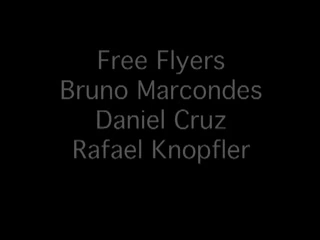 Free Flyers
Bruno Marcondes
Daniel Cruz
Rafael Knopfler